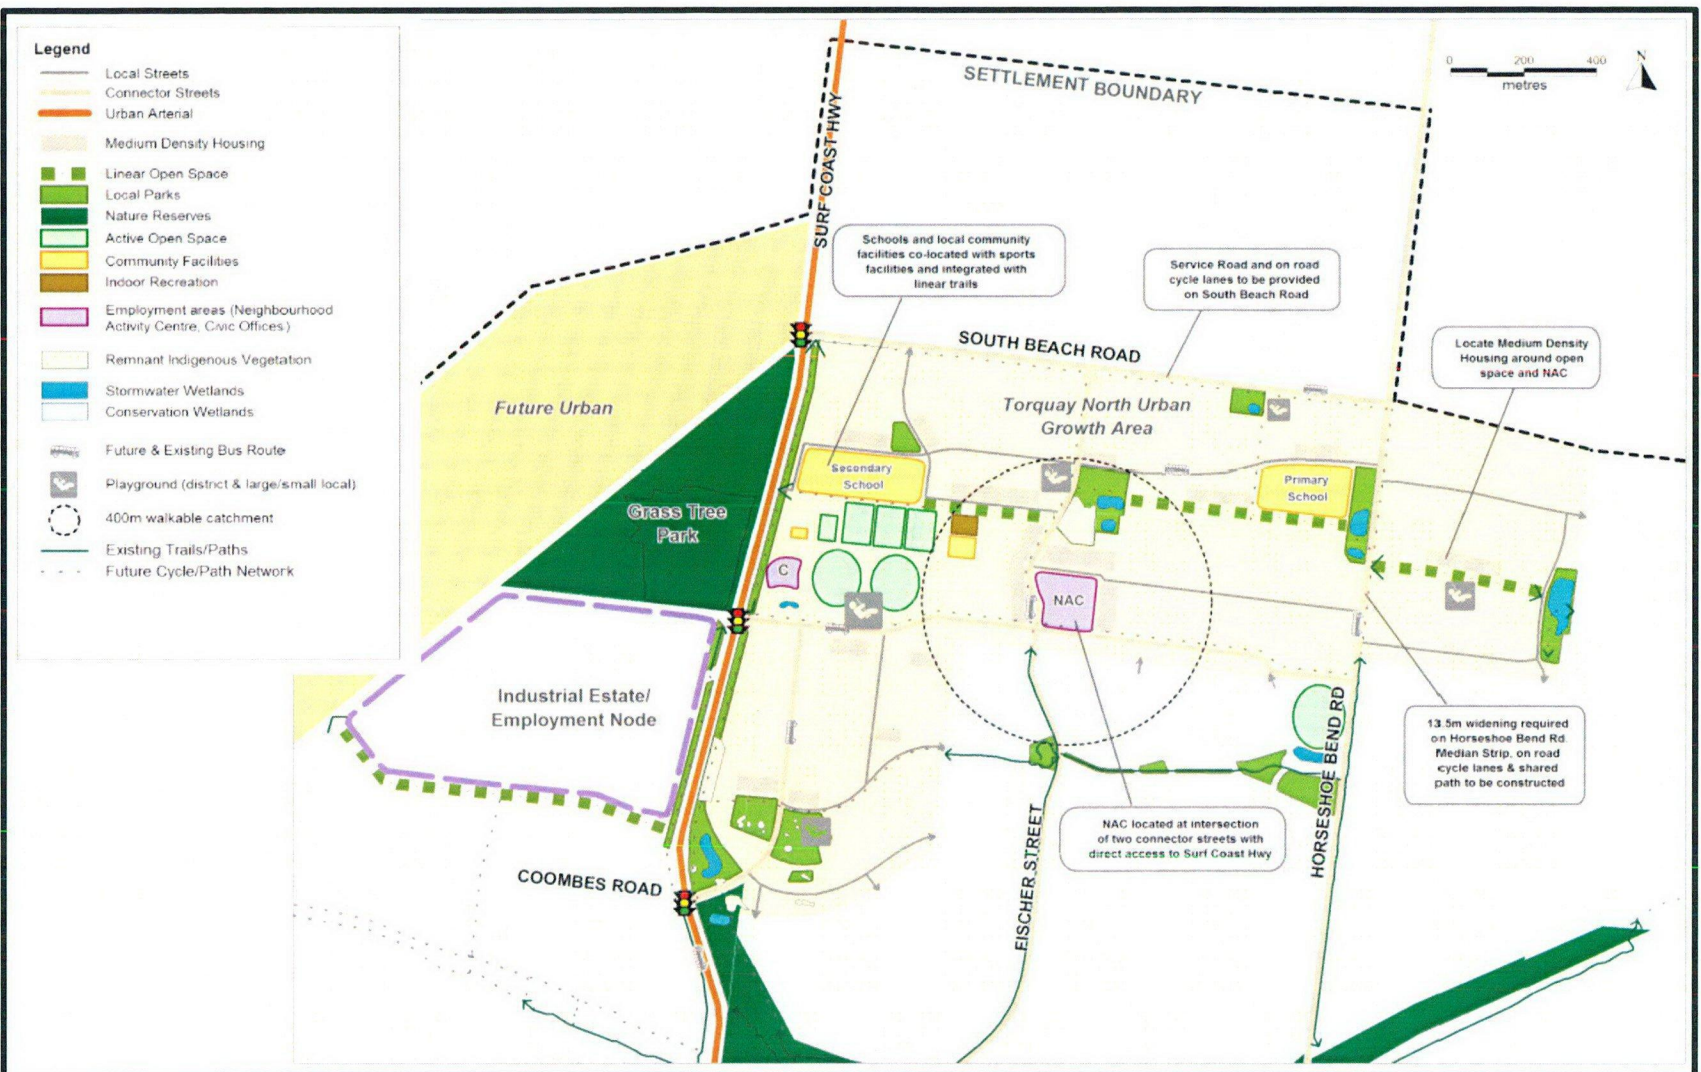 Legend
Local Streets
Connector Streets
Urban Arterial
Medium Density Housing
Linear Open Space
Local Parks
Nature Reserves
Active Open Space
Community Facilities
Indoor Recreation
Employment areas (Neighbourhood
Activity Centre, Civic Offices)
Remnant Indigenous Vegetation
Stormwater Wetlands
Conservation Wetlands
Future & Existing Bus Route
Playground (district & large/small local)
400m walkable catchment
Existing Trails/Paths
Future Cycle/Path Network
SETTLEMENT BOUNDARY
0 200 400
metres
N
SURF COAST HWY
Schools and local community
facilities co-located with sports
facilities and integrated with
linear trails
Service Road and on road
cycle lanes to be provided
on South Beach Road
Locate Medium Density
Housing around open
space and NAC
SOUTH BEACH ROAD
Future Urban
Torquay North Urban
Growth Area
Secondary
School
Primary
School
Grass Tree
Park
C
NAC
Industrial Estate/
Employment Node
13.5m widening required
on Horseshoe Bend Rd.
Median Strip, on road
cycle lanes & shared
path to be constructed
HORSESHOE BEND RD
NAC located at intersection
of two connector streets with
direct access to Surf Coast Hwy
FISCHER STREET
COOMBES ROAD